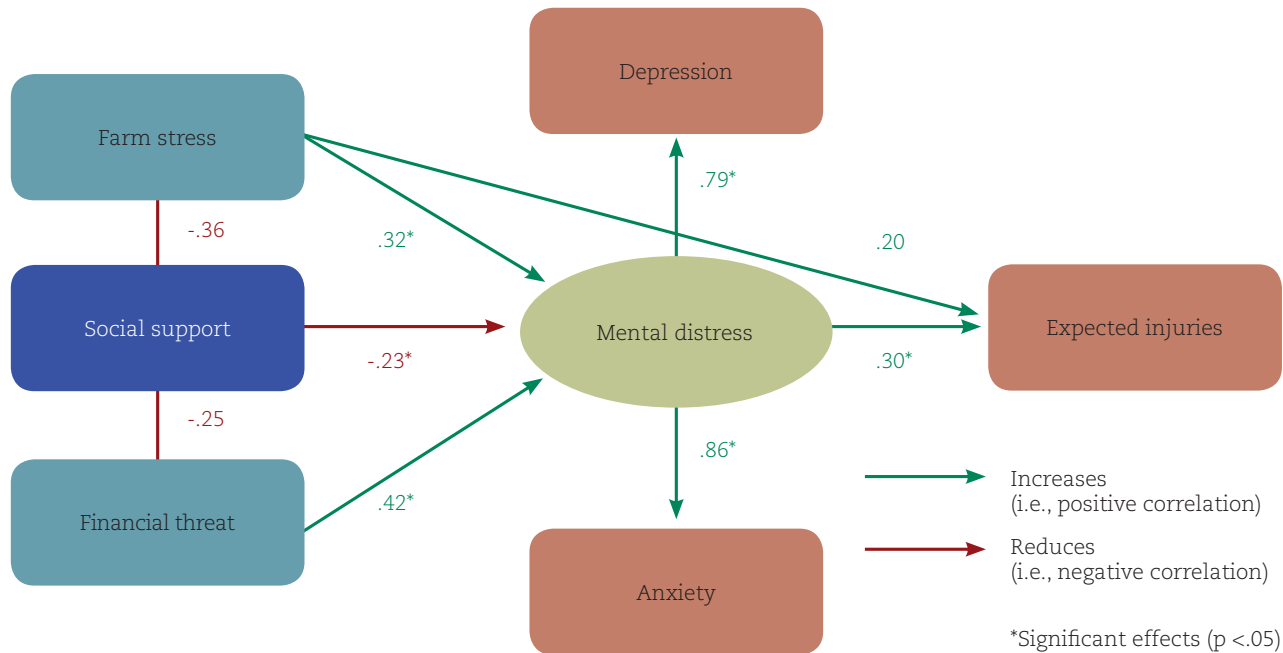 Depression
Farm stress
.79*
-.36
.32*
.20
Social support
Mental distress
Expected injuries
-.23*
.30*
-.25
.86*
Increases
(i.e., positive correlation)
.42*
Financial threat
Reduces
(i.e., negative correlation)
Anxiety
*Significant effects (p <.05)